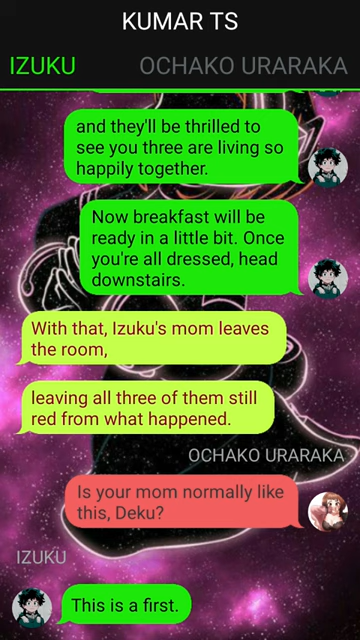 KUMAR TS
IZUKU
OCHAKO URARAKA
and they'll be thrilled to
see you three are living so
happily together.
Now breakfast will be
ready in a little bit. Once
you're all dressed, head
downstairs.
With that, Izuku's mom leaves
the room,
leaving all three of them still
red from what happened.
OCHAKO URARAKA
Is your mom normally like
this, Deku?
IZUKU
This is a first.